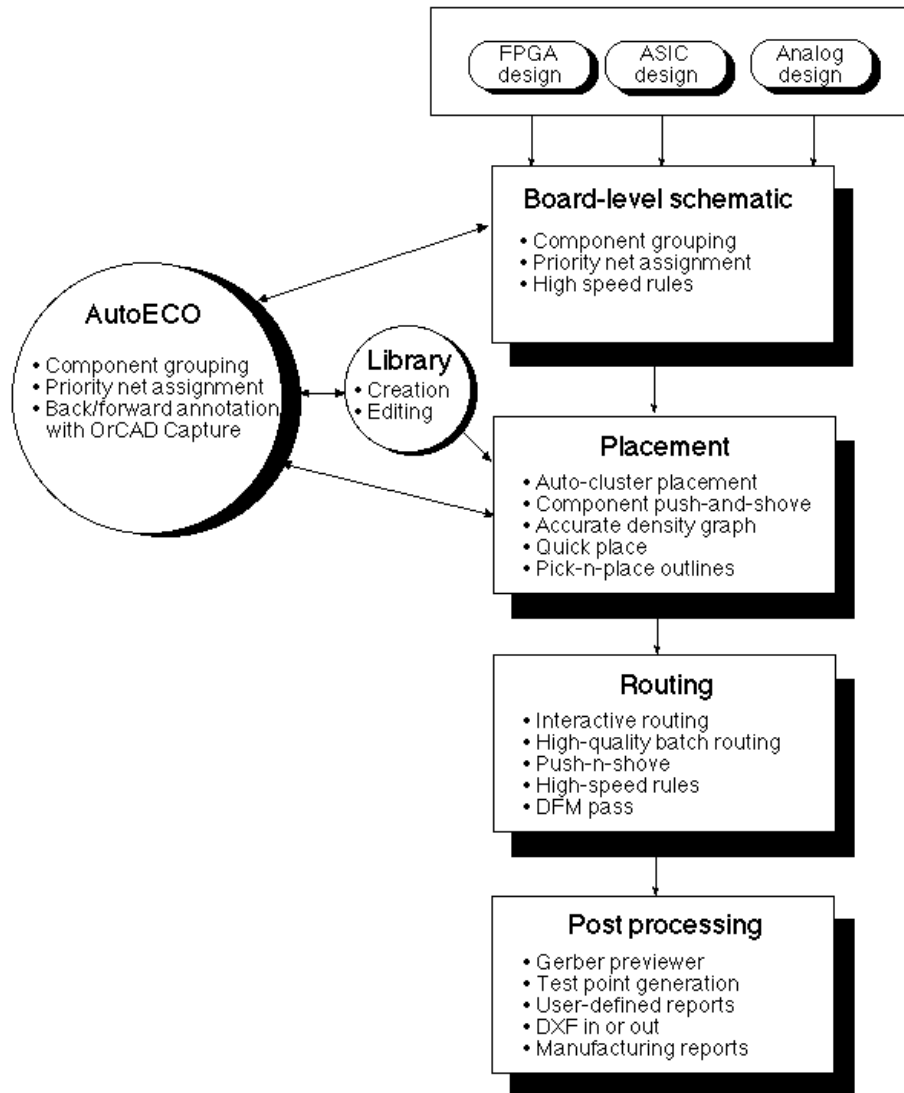 FPGA
design
ASIC
design
Analog
design
Board-level schematic
• Component grouping
• Priority net assignment
• High speed rules
AutoECO
• Component grouping
• Priority net assignment
• Back/forward annotation
with OrCAD Capture
Library
• Creation
• Editing
Placement
• Auto-cluster placement
• Component push-and-shove
• Accurate density graph
• Quick place
• Pick-n-place outlines
Routing
• Interactive routing
• High-quality batch routing
• Push-n-shove
• High-speed rules
• DFM pass
Post processing
• Gerber previewer
• Test point generation
• User-defined reports
• DXF in or out
• Manufacturing reports